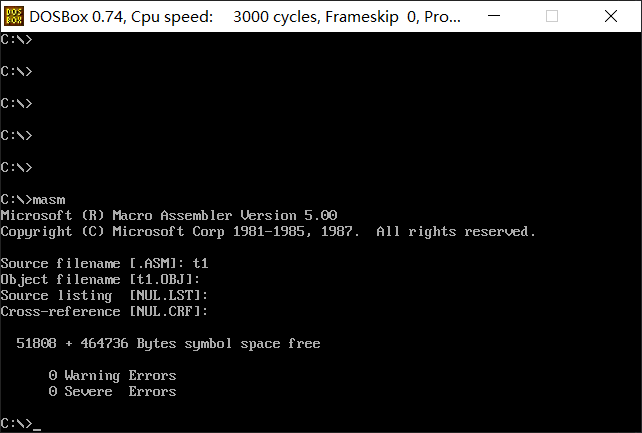 DOS
BOX
DOSBox 0.74, Cpu speed:    3000 cycles, Frameskip  0, Pro...
C:\>
C:\>
C:\>
C:\>
C:\>
C:\>masm
Microsoft (R) Macro Assembler Version 5.00
Copyright (C) Microsoft Corp 1981-1985, 1987.  All rights reserved.
Source filename [.ASM]: t1
Object filename [t1.OBJ]:
Source listing  [NUL.LST]:
Cross-reference [NUL.CRF]:
  51808 + 464736 Bytes symbol space free
      0 Warning Errors
      0 Severe  Errors
C:\>_